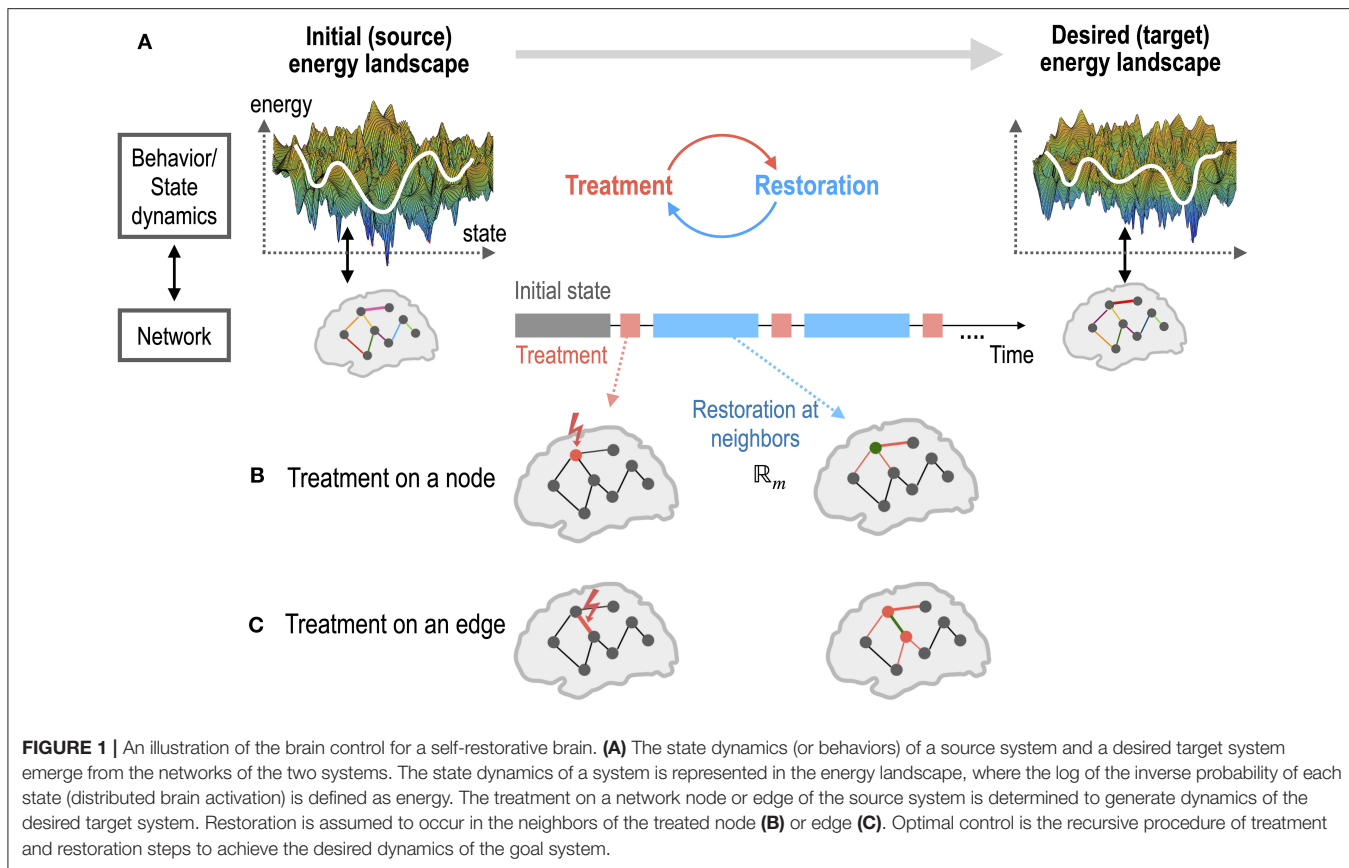 A
Initial (source)
energy landscape
Desired (target)
energy landscape
energy
state
Behavior/
State
dynamics
Network
Treatment
Restoration
Initial state
Treatment
....
Time
Restoration at
neighbors
ℝm
B Treatment on a node
C Treatment on an edge
FIGURE 1 | An illustration of the brain control for a self-restorative brain. (A) The state dynamics (or behaviors) of a source system and a desired target system
emerge from the networks of the two systems. The state dynamics of a system is represented in the energy landscape, where the log of the inverse probability of each
state (distributed brain activation) is defined as energy. The treatment on a network node or edge of the source system is determined to generate dynamics of the
desired target system. Restoration is assumed to occur in the neighbors of the treated node (B) or edge (C). Optimal control is the recursive procedure of treatment
and restoration steps to achieve the desired dynamics of the goal system.